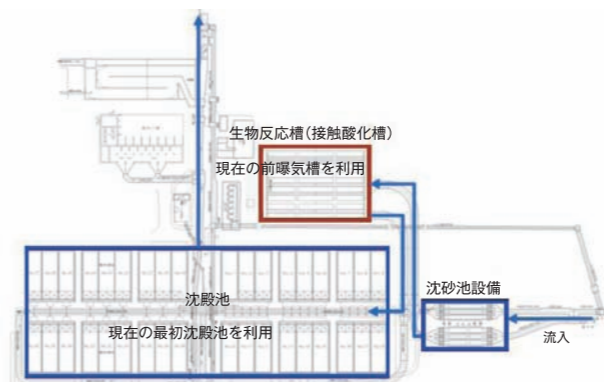 生物反応槽(接触酸化槽)
現在の前曝気槽を利用
沈殿池
現在の最初沈殿池を利用
沈砂池設備
流入